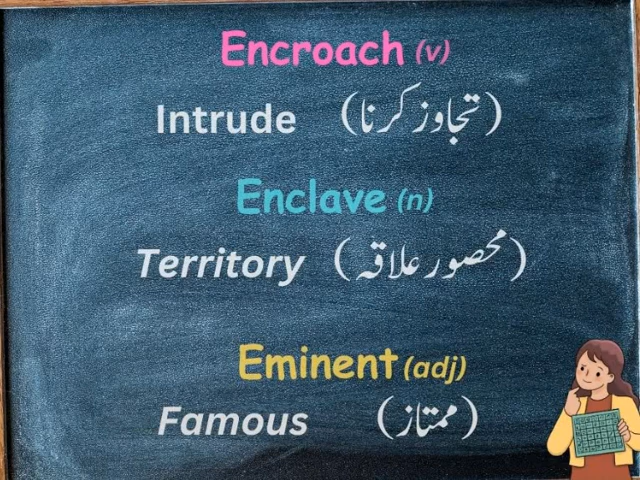 Encroach (v)
Intrude (تجاوز کرنا)
Enclave (n)
Territory (محصور علاقہ)
Eminent (adj)
Famous (ممتاز)